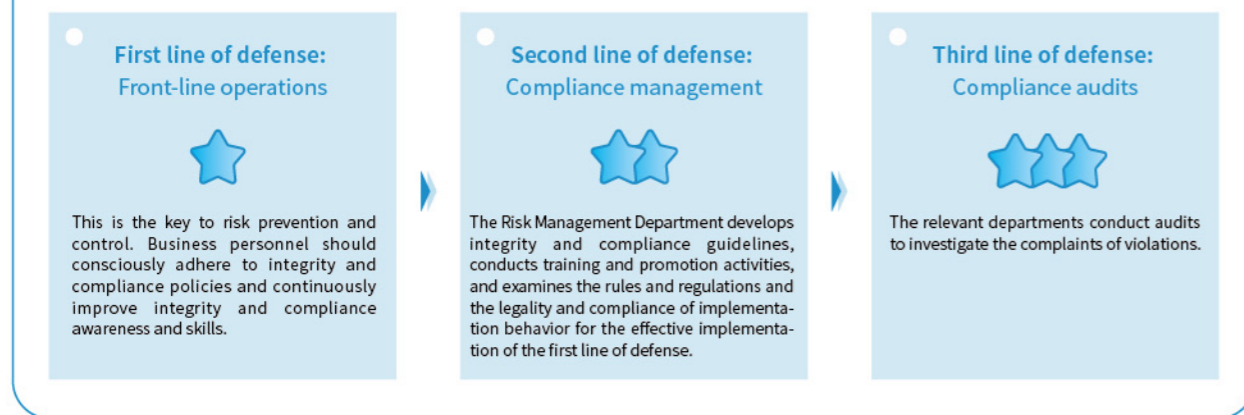 First line of defense:
Front-line operations
This is the key to risk prevention and
control. Business personnel should
consciously adhere to integrity and
compliance policies and continuously
improve integrity and compliance
awareness and skills.
Second line of defense:
Compliance management
The Risk Management Department develops
integrity and compliance guidelines,
conducts training and promotion activities,
and examines the rules and regulations and
the legality and compliance of implementa-
tion behavior for the effective implementa-
tion of the first line of defense.
Third line of defense:
Compliance audits
The relevant departments conduct audits
to investigate the complaints of violations.